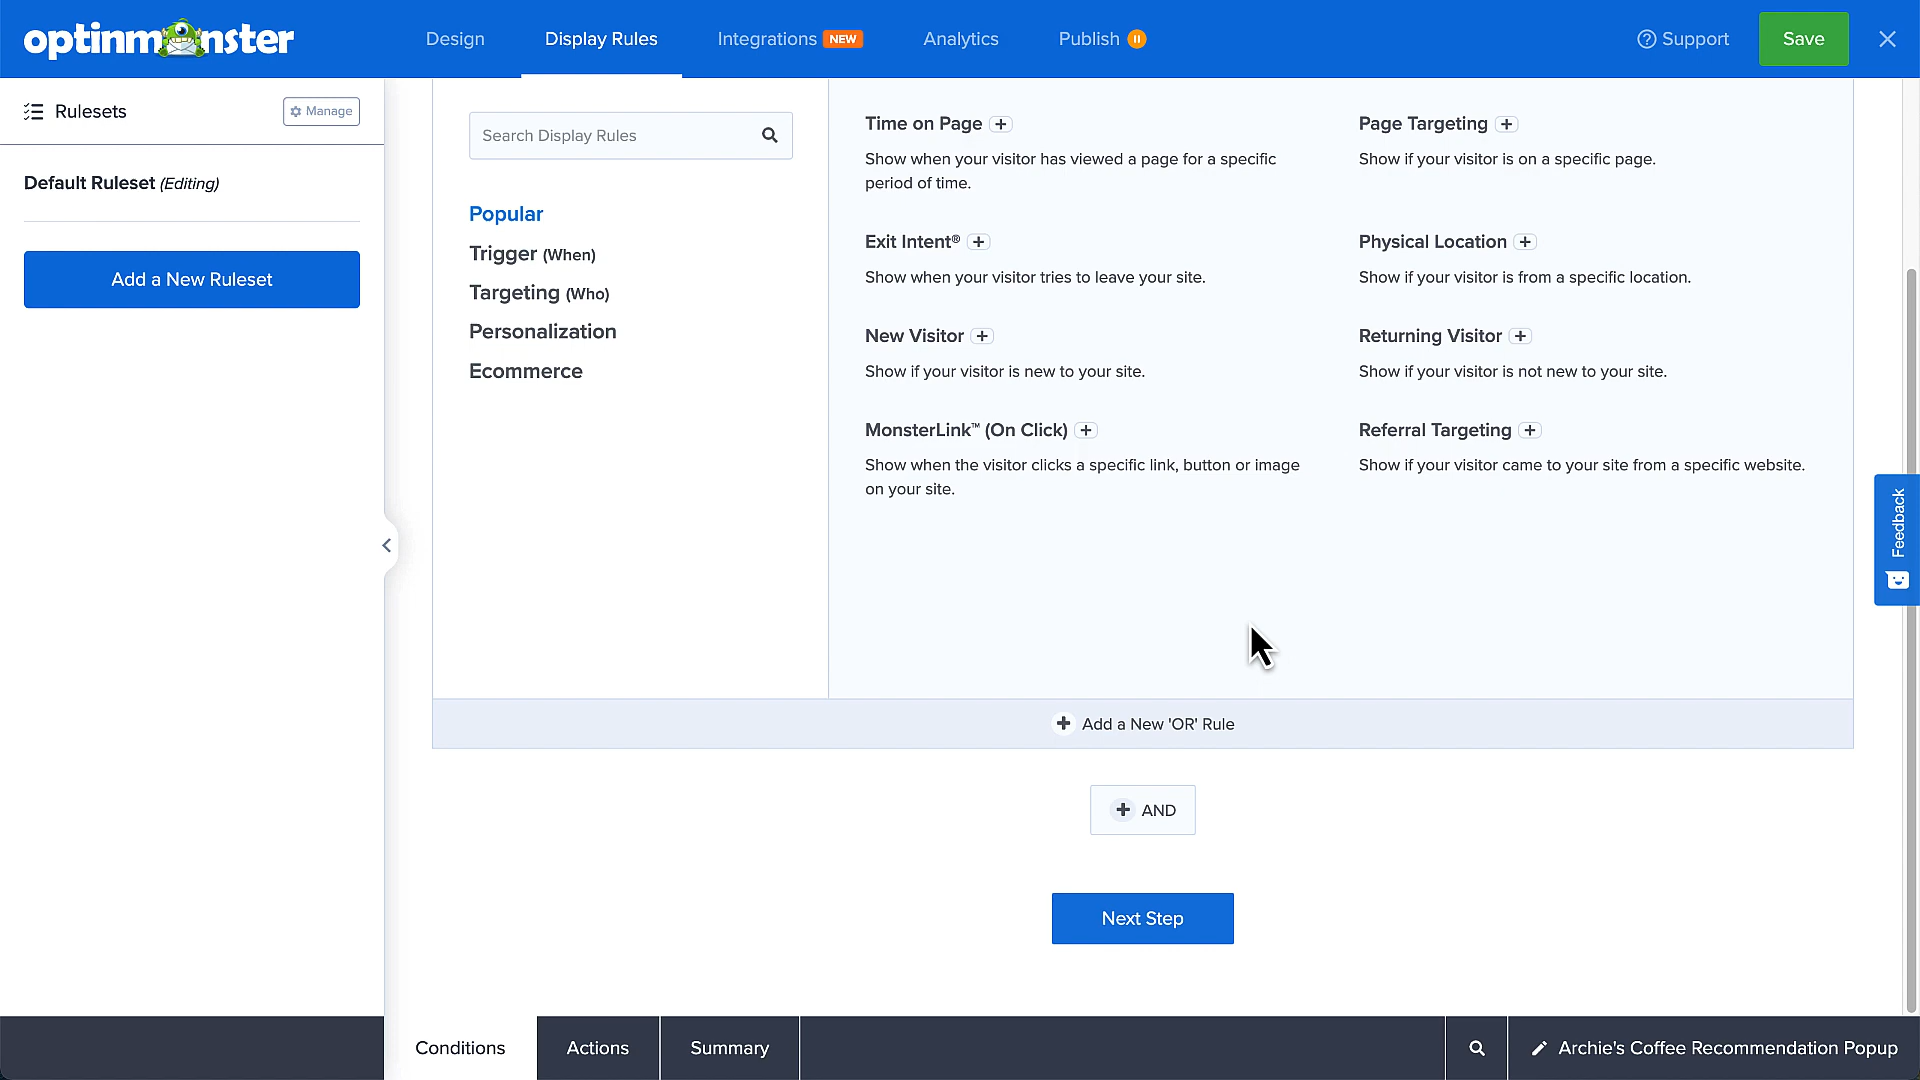 optinmonster
Design
Display Rules
Integrations NEW
Analytics
Publish
Support
Save
Rulesets
Manage
Default Ruleset (Editing)
Add a New Ruleset
Search Display Rules
Popular
Trigger (When)
Targeting (Who)
Personalization
Ecommerce
Time on Page
Show when your visitor has viewed a page for a specific
period of time.
Page Targeting
Show if your visitor is on a specific page.
Exit Intent®
Show when your visitor tries to leave your site.
Physical Location
Show if your visitor is from a specific location.
New Visitor
Show if your visitor is new to your site.
Returning Visitor
Show if your visitor is not new to your site.
MonsterLink™ (On Click)
Show when the visitor clicks a specific link, button or image
on your site.
Referral Targeting
Show if your visitor came to your site from a specific website.
Add a New 'OR' Rule
AND
Next Step
Feedback
Conditions
Actions
Summary
Archie's Coffee Recommendation Popup